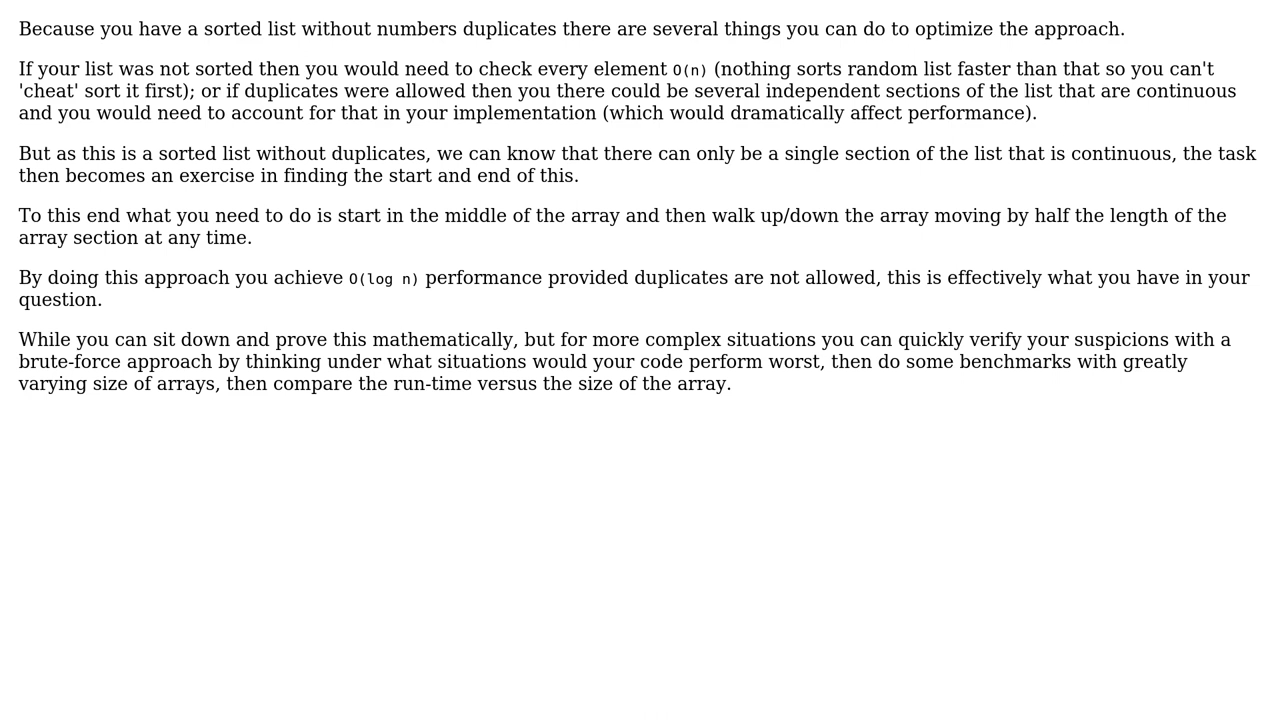 Because you have a sorted list without numbers duplicates there are several things you can do to optimize the approach.
If your list was not sorted then you would need to check every element O(n) (nothing sorts random list faster than that so you can't
'cheat' sort it first); or if duplicates were allowed then you there could be several independent sections of the list that are continuous
and you would need to account for that in your implementation (which would dramatically affect performance).
But as this is a sorted list without duplicates, we can know that there can only be a single section of the list that is continuous, the task
then becomes an exercise in finding the start and end of this.
To this end what you need to do is start in the middle of the array and then walk up/down the array moving by half the length of the
array section at any time.
By doing this approach you achieve O(log n) performance provided duplicates are not allowed, this is effectively what you have in your
question.
While you can sit down and prove this mathematically, but for more complex situations you can quickly verify your suspicions with a
brute-force approach by thinking under what situations would your code perform worst, then do some benchmarks with greatly
varying size of arrays, then compare the run-time versus the size of the array.